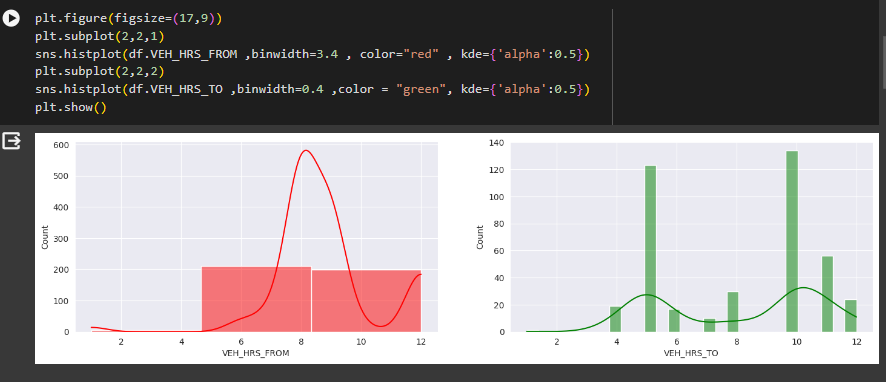 plt.figure(figsize=(17,9))
plt.subplot(2,2,1)
sns.histplot(df.VEH_HRS_FROM ,binwidth=3.4 , color="red" , kde={'alpha':0.5})
plt.subplot(2,2,2)
sns.histplot(df.VEH_HRS_TO ,binwidth=0.4 ,color = "green", kde={'alpha':0.5})
plt.show()
600
500
400
300
200
100
0
Count
2 4 6 8 10 12
VEH_HRS_FROM
140
120
100
80
60
40
20
0
Count
2 4 6 8 10 12
VEH_HRS_TO